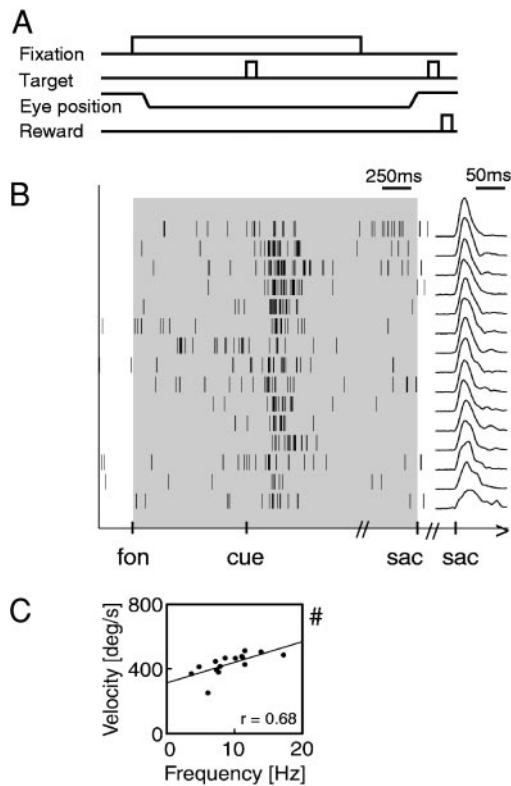 A
Fixation
Target
Eye position
Reward
B
250ms 50ms
fon cue sac sac
C
#
Velocity [deg/s]
800
400
0
r = 0.68
0 10 20
Frequency [Hz]